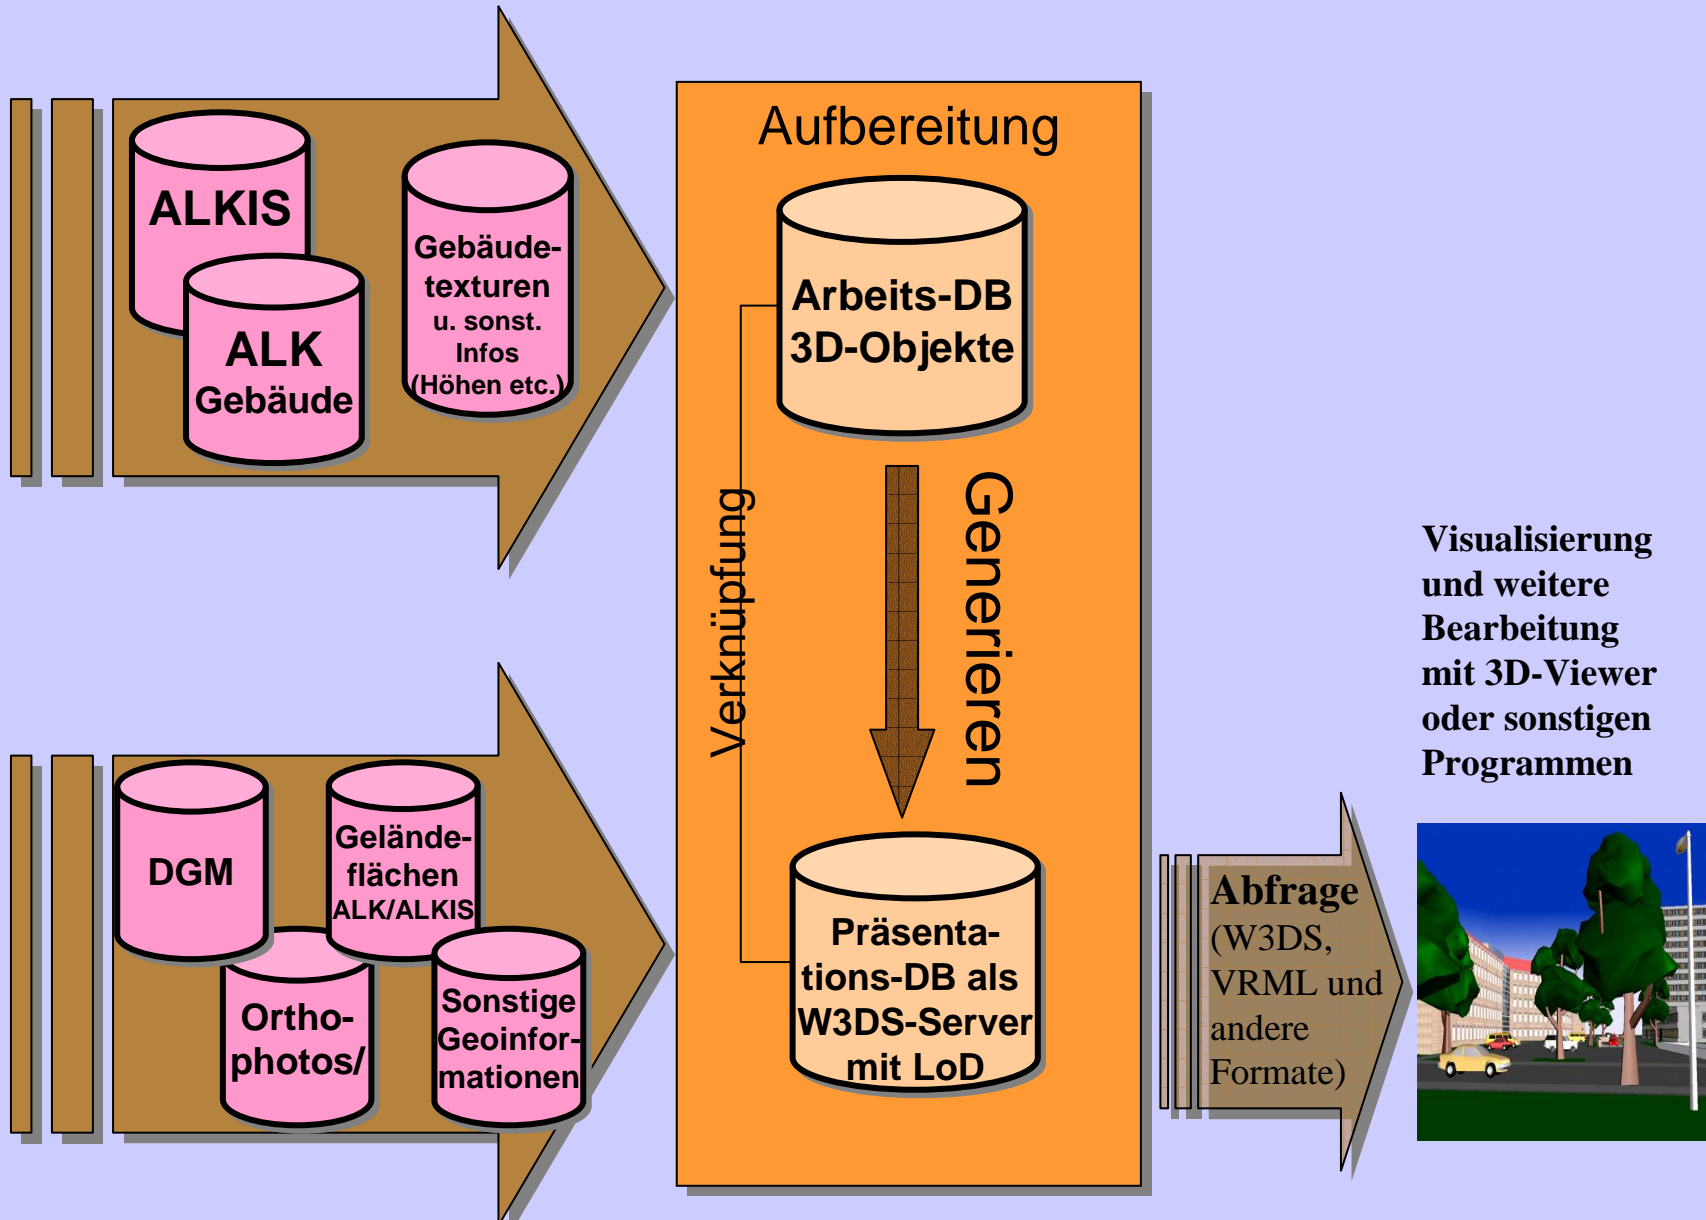 ALKIS
ALK
Gebäude
Gebäude-
texturen
u. sonst.
Infos
(Höhen etc.)
DGM
Gelände-
flächen
ALK/ALKIS
Ortho-
photos/
Sonstige
Geoinfor-
mationen
Aufbereitung
Arbeits-DB
3D-Objekte
Verknüpfung
Generieren
Präsenta-
tions-DB als
W3DS-Server
mit LoD
Abfrage
(W3DS,
VRML und
andere
Formate)
Visualisierung
und weitere
Bearbeitung
mit 3D-Viewer
oder sonstigen
Programmen